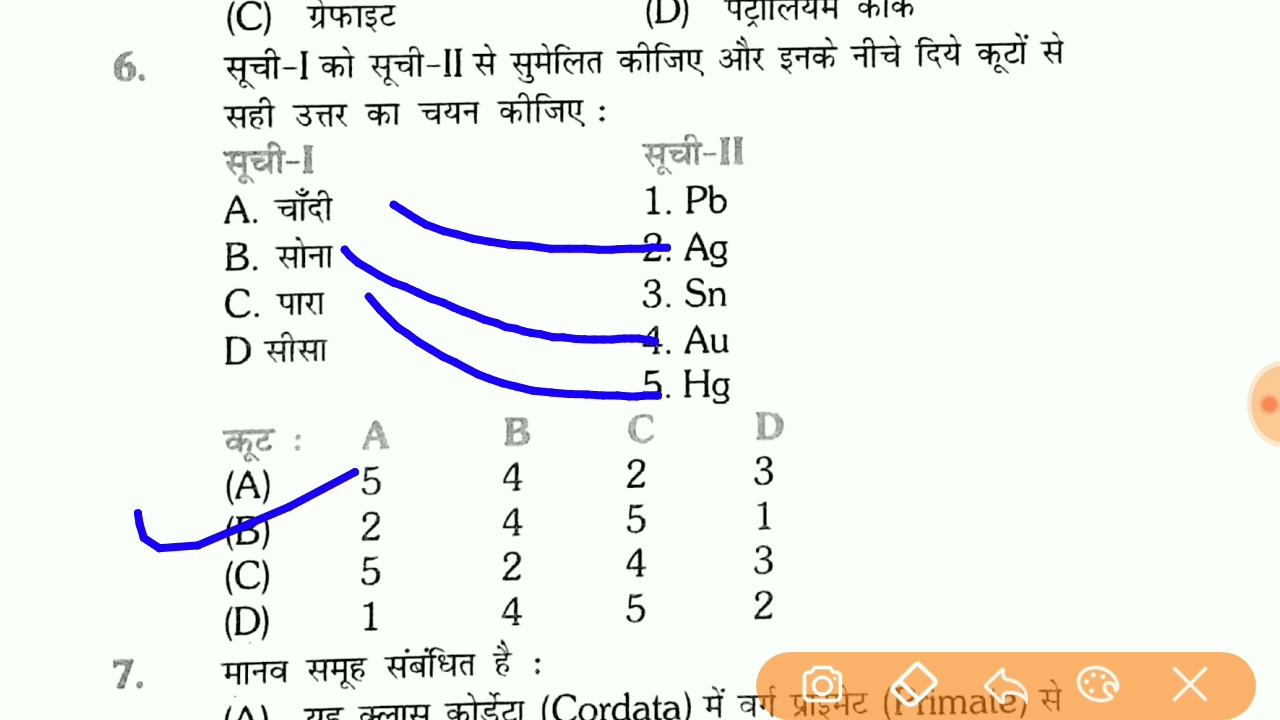 (C) ग्रेफाइट (D) पेट्रोलियम कोक
6. सूची-I को सूची-II से सुमेलित कीजिए और इनके नीचे दिये कूटों से
सही उत्तर का चयन कीजिए :
सूची-I सूची-II
A. चाँदी 1. Pb
B. सोना 2. Ag
C. पारा 3. Sn
D सीसा 4. Au
5. Hg
कूट : A B C D
(A) 5 4 2 3
(B) 2 4 5 1
(C) 5 2 4 3
(D) 1 4 5 2
7. मानव समूह संबंधित है :
(A) यह क्लास कोर्डेटा (Cordata) में वर्ग प्राइमेट (Primate) से